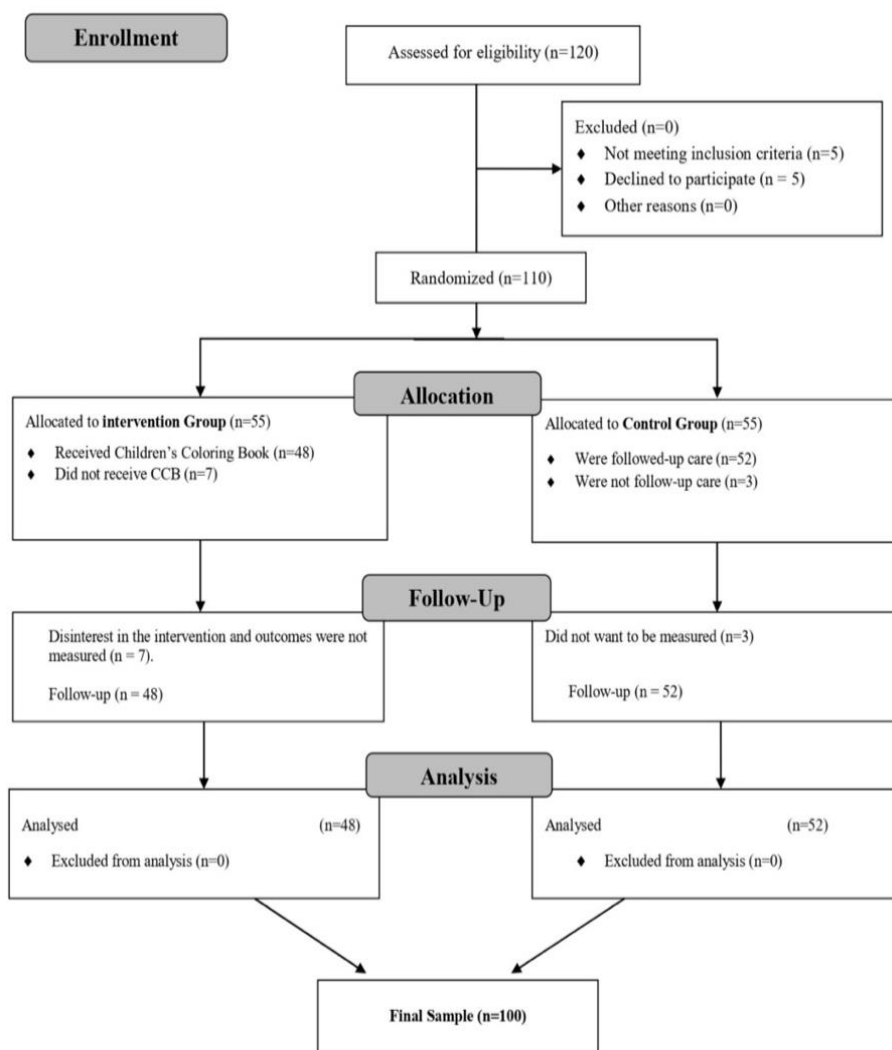 Enrollment
Assessed for eligibility (n=120)
Excluded (n=0)
♦ Not meeting inclusion criteria (n=5)
♦ Declined to participate (n = 5)
♦ Other reasons (n=0)
Randomized (n=110)
Allocation
Allocated to intervention Group (n=55)
♦ Received Children’s Coloring Book (n=48)
♦ Did not receive CCB (n=7)
Allocated to Control Group (n=55)
♦ Were followed-up care (n=52)
♦ Were not follow-up care (n=3)
Follow-Up
Disinterest in the intervention and outcomes were not
measured (n = 7).
Follow-up (n = 48)
Did not want to be measured (n=3)
Follow-up (n = 52)
Analysis
Analysed (n=48)
♦ Excluded from analysis (n=0)
Analysed (n=52)
♦ Excluded from analysis (n=0)
Final Sample (n=100)